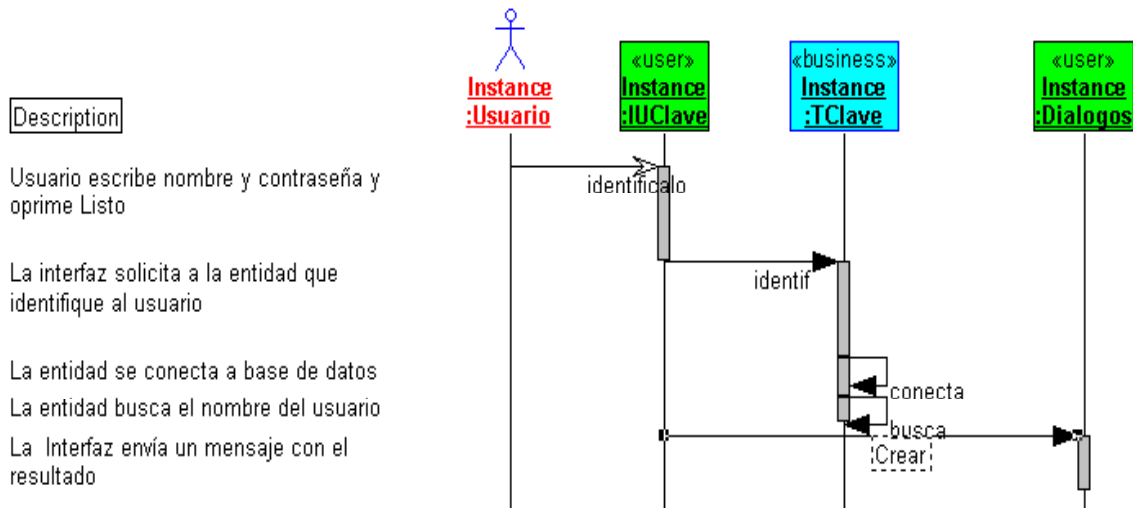 «user»
«business»
«user»
Instance
:Usuario
Instance
:IUClave
Instance
:TClave
Instance
:Dialogos
Description
Usuario escribe nombre y contraseña y
oprime Listo
identificalo
La interfaz solicita a la entidad que
identifique al usuario
identif
La entidad se conecta a base de datos
conecta
La entidad busca el nombre del usuario
busca
La Interfaz envía un mensaje con el
resultado
Crear